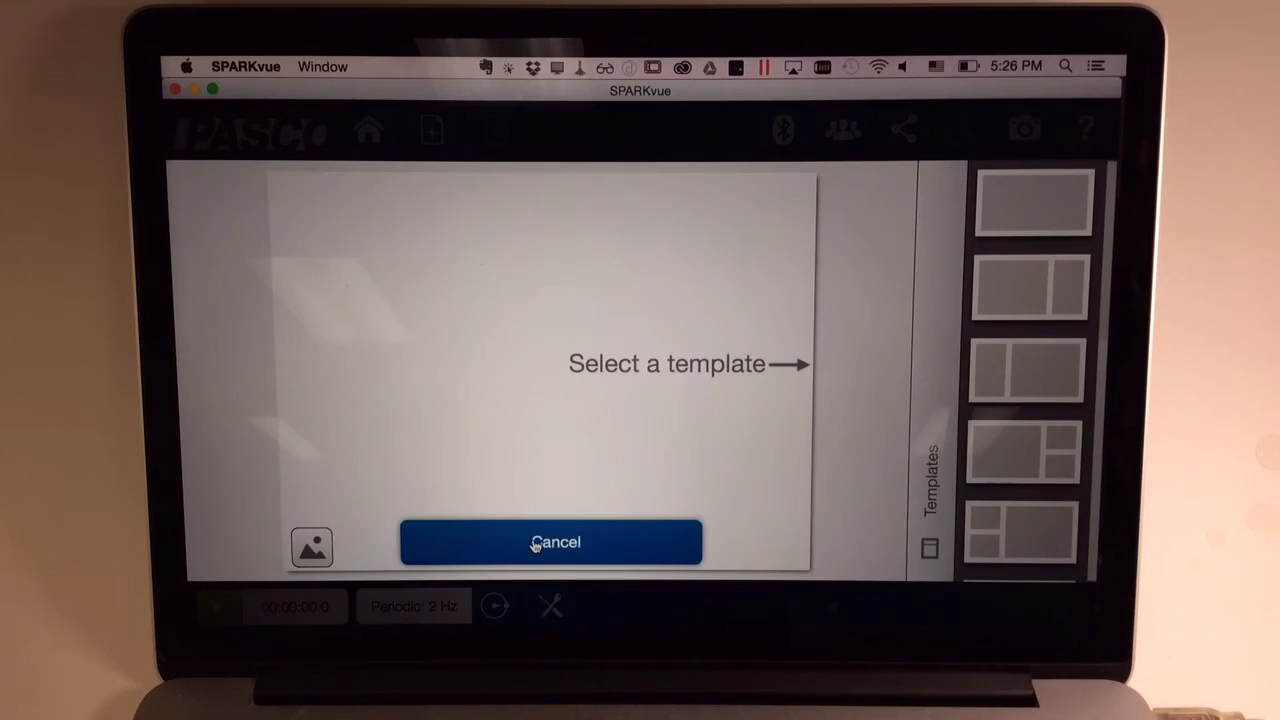 SPARKvue Window 5:26 PM
SPARKvue
PASCO
?
Select a template
Templates
Cancel
00:00:00.0 Periodic: 2 Hz